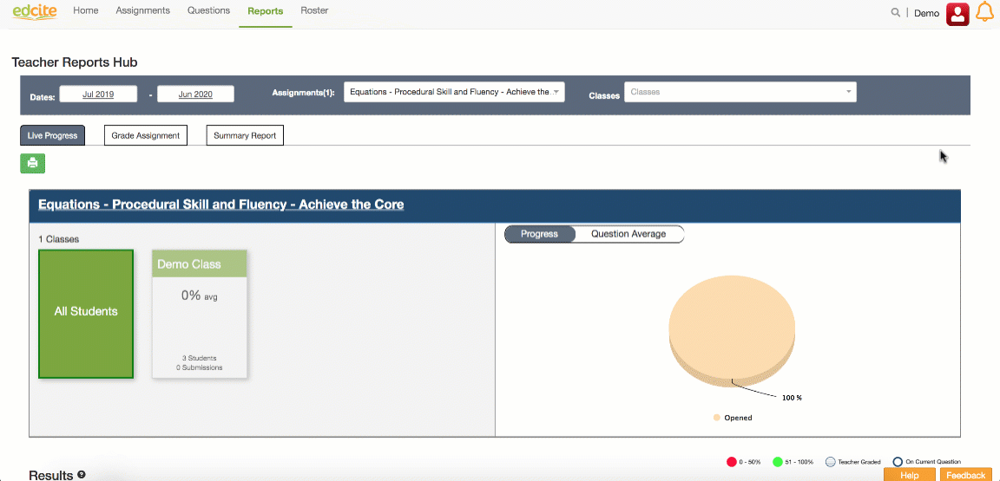 edcite Home Assignments Questions Reports Roster Demo
Teacher Reports Hub
Dates: Jul 2019 - Jun 2020 Assignments(1): Equations - Procedural Skill and Fluency - Achieve the... Classes Classes
Live Progress Grade Assignment Summary Report
Equations - Procedural Skill and Fluency - Achieve the Core
1 Classes
Progress Question Average
All Students
Demo Class
0% avg
3 Students
0 Submissions
100 %
Opened
0 - 50% 51 - 100% Teacher Graded On Current Question
Results ?
Help Feedback